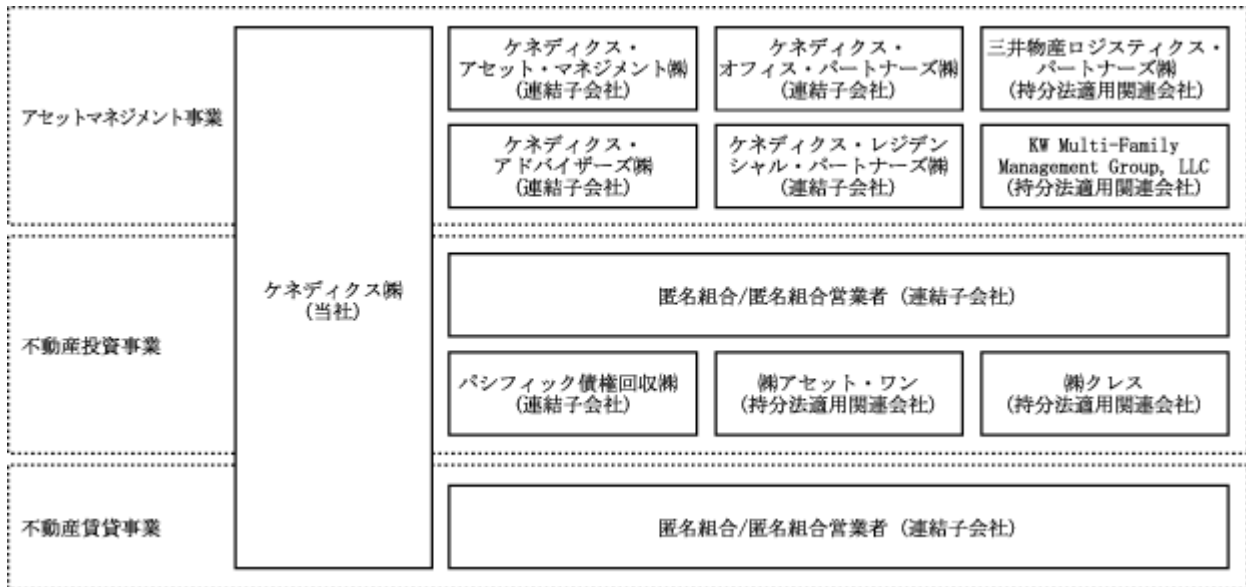 アセットマネジメント事業
ケネディクス㈱
(当社)
ケネディクス・
アセット・マネジメント㈱
(連結子会社)
ケネディクス・
オフィス・パートナーズ㈱
(連結子会社)
三井物産ロジスティクス・
パートナーズ㈱
(持分法適用関連会社)
ケネディクス・
アドバイザーズ㈱
(連結子会社)
ケネディクス・レジデン
シャル・パートナーズ㈱
(連結子会社)
KW Multi-Family
Management Group, LLC
(持分法適用関連会社)
不動産投資事業
匿名組合/匿名組合営業者 (連結子会社)
パシフィック債権回収㈱
(連結子会社)
㈱アセット・ワン
(持分法適用関連会社)
㈱クレス
(持分法適用関連会社)
不動産賃貸事業
匿名組合/匿名組合営業者 (連結子会社)